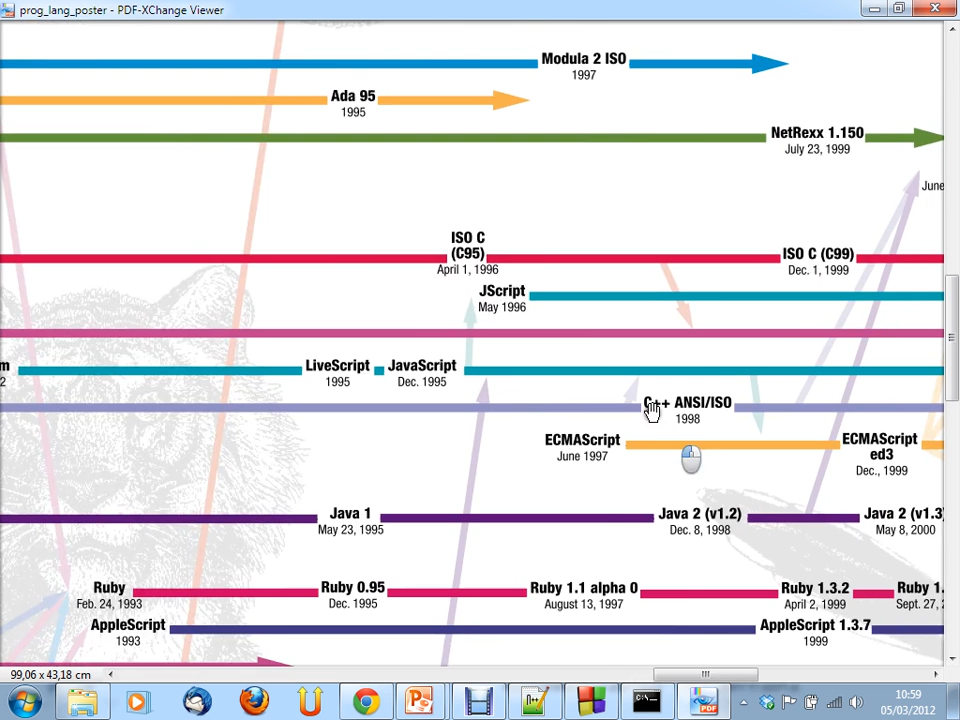 prog_lang_poster - PDF-XChange Viewer
Modula 2 ISO
1997
Ada 95
1995
NetRexx 1.150
July 23, 1999
June
ISO C
(C95)
April 1, 1996
ISO C (C99)
Dec. 1, 1999
JScript
May 1996
m
2
LiveScript
1995
JavaScript
Dec. 1995
C++ ANSI/ISO
1998
ECMAScript
June 1997
ECMAScript
ed3
Dec., 1999
Java 1
May 23, 1995
Java 2 (v1.2)
Dec. 8, 1998
Java 2 (v1.3)
May 8, 2000
Ruby
Feb. 24, 1993
Ruby 0.95
Dec. 1995
Ruby 1.1 alpha 0
August 13, 1997
Ruby 1.3.2
April 2, 1999
Ruby 1.
Sept. 27, 2
AppleScript
1993
AppleScript 1.3.7
1999
99,06 x 43,18 cm
C:\.
PDF
10:59
05/03/2012